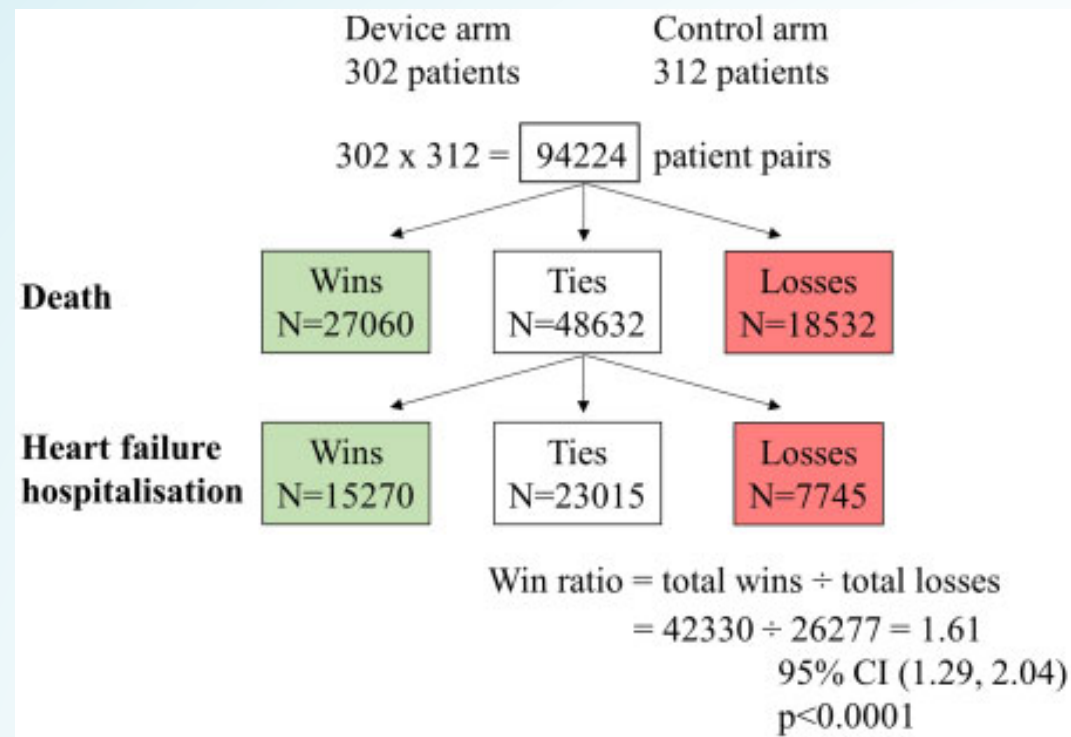 Device arm
302 patients
Control arm
312 patients
302 x 312 = 94224 patient pairs
Death
Wins
N=27060
Ties
N=48632
Losses
N=18532
Heart failure
hospitalisation
Wins
N=15270
Ties
N=23015
Losses
N=7745
Win ratio = total wins ÷ total losses
= 42330 ÷ 26277 = 1.61
95% CI (1.29, 2.04)
p<0.0001